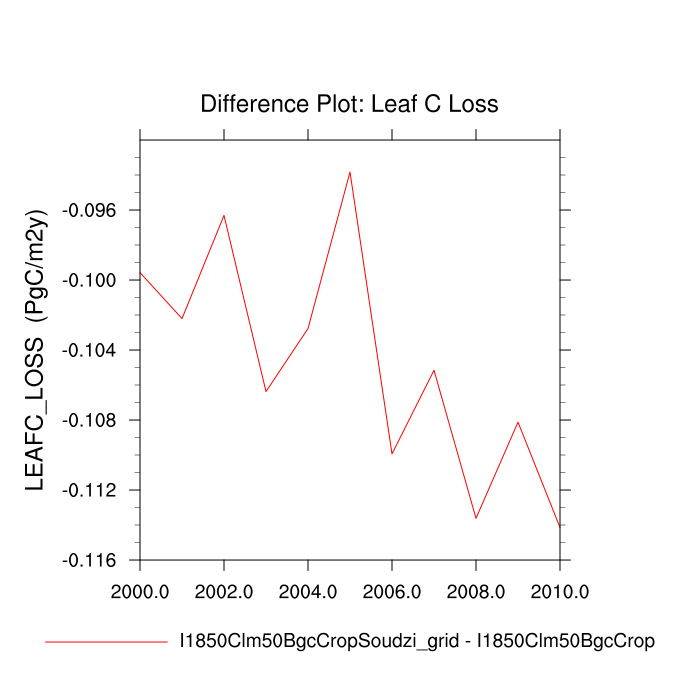 Difference Plot: Leaf C Loss
LEAFC_LOSS (PgC/m2y)
-0.096
-0.100
-0.104
-0.108
-0.112
-0.116
2000.0 2002.0 2004.0 2006.0 2008.0 2010.0
I1850Clm50BgcCropSoudzi_grid - I1850Clm50BgcCrop